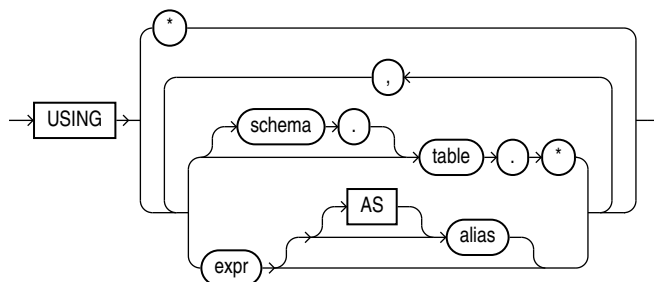 *
,
USING
schema .
table . *
AS
alias
expr